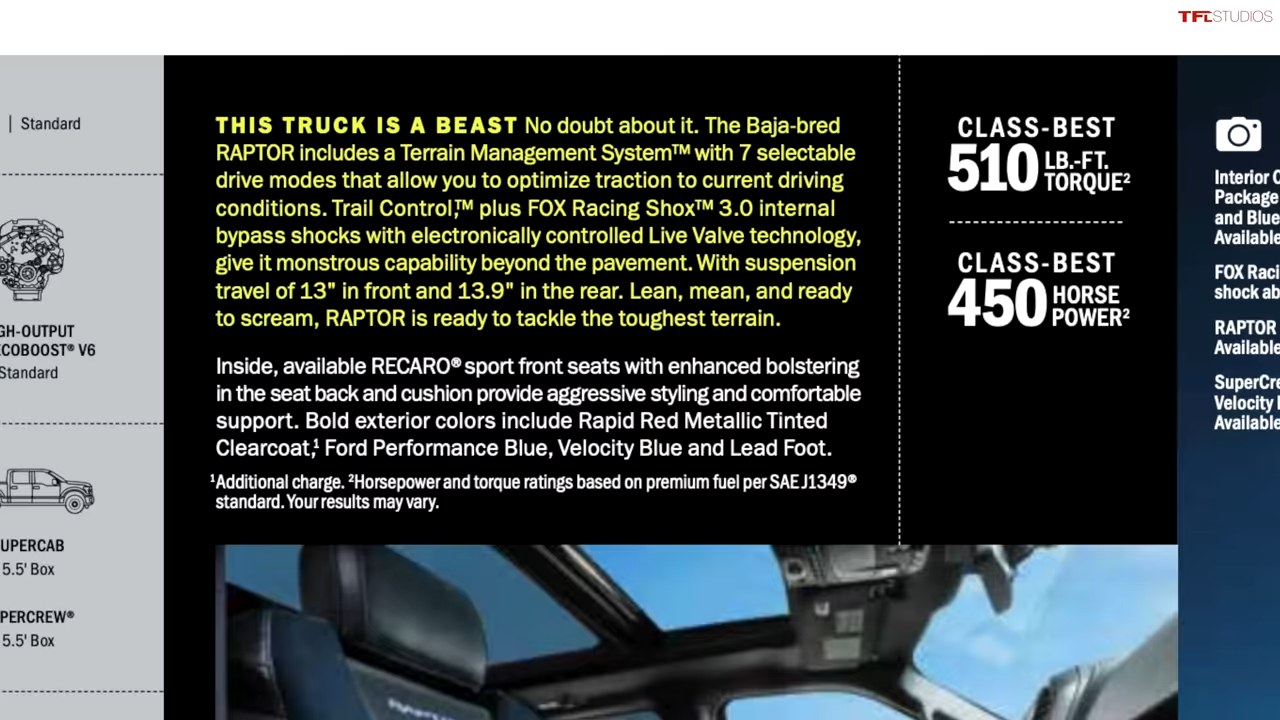 TFLSTUDIOS
| Standard
GH-OUTPUT
COBOOST® V6
Standard
UPERCAB
5.5' Box
PERCREW®
5.5' Box
THIS TRUCK IS A BEAST No doubt about it. The Baja-bred
RAPTOR includes a Terrain Management System™ with 7 selectable
drive modes that allow you to optimize traction to current driving
conditions. Trail Control,™ plus FOX Racing Shox™ 3.0 internal
bypass shocks with electronically controlled Live Valve technology,
give it monstrous capability beyond the pavement. With suspension
travel of 13" in front and 13.9" in the rear. Lean, mean, and ready
to scream, RAPTOR is ready to tackle the toughest terrain.
Inside, available RECARO® sport front seats with enhanced bolstering
in the seat back and cushion provide aggressive styling and comfortable
support. Bold exterior colors include Rapid Red Metallic Tinted
Clearcoat,¹ Ford Performance Blue, Velocity Blue and Lead Foot.
¹Additional charge. ²Horsepower and torque ratings based on premium fuel per SAE J1349®
standard. Your results may vary.
CLASS-BEST
510 LB.-FT. TORQUE²
CLASS-BEST
450 HORSE POWER²
Interior C
Package
and Blue
Available
FOX Raci
shock ab
RAPTOR
Available
SuperCre
Velocity
Available